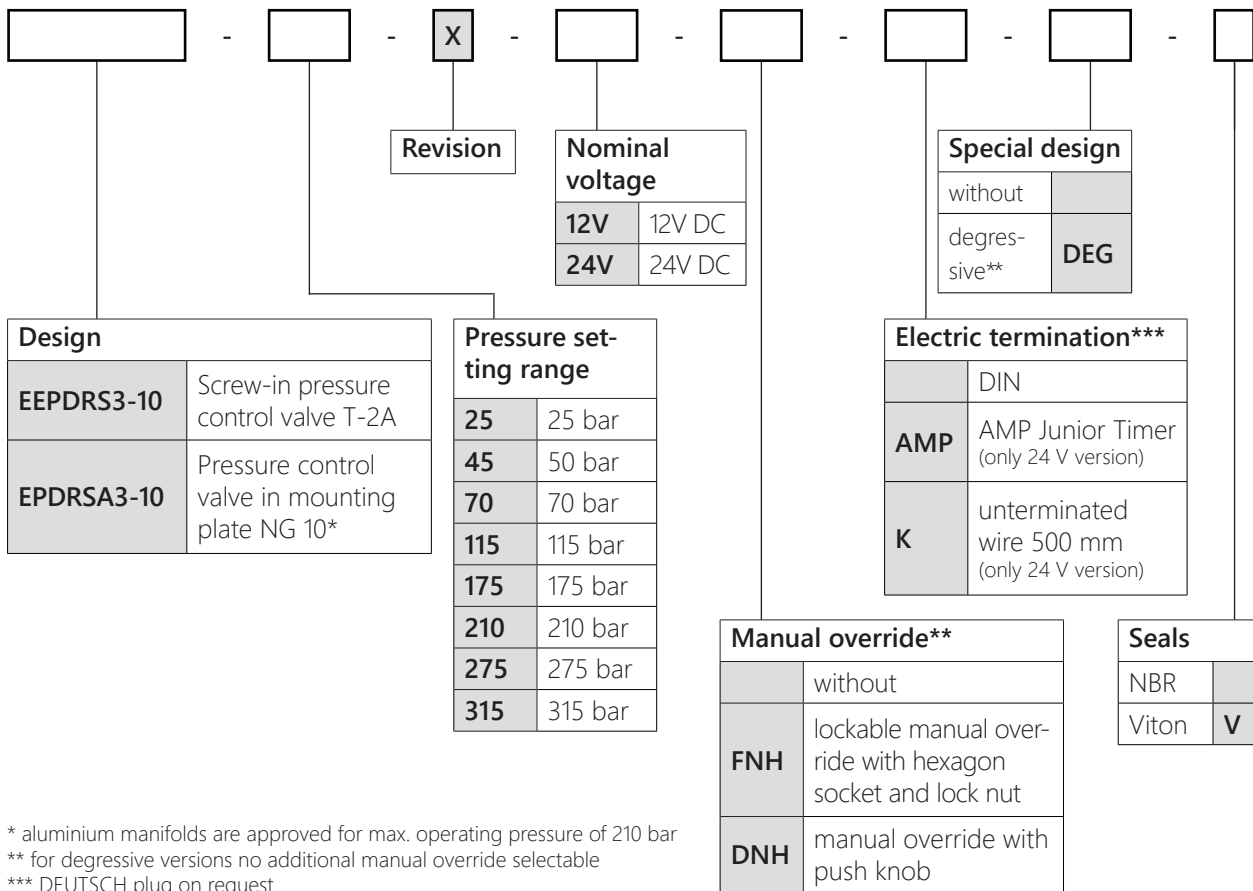 - - X - - - - -
Revision
Nominal
voltage
12V 12V DC
24V 24V DC
Special design
without
degres-
sive** DEG
Design
EEPDRS3-10 Screw-in pressure
control valve T-2A
EPDRSA3-10 Pressure control
valve in mounting
plate NG 10*
Pressure set-
ting range
25 25 bar
45 50 bar
70 70 bar
115 115 bar
175 175 bar
210 210 bar
275 275 bar
315 315 bar
Electric termination***
DIN
AMP AMP Junior Timer
(only 24 V version)
K unterminated
wire 500 mm
(only 24 V version)
Manual override**
without
FNH lockable manual over-
ride with hexagon
socket and lock nut
DNH manual override with
push knob
Seals
NBR
Viton V
* aluminium manifolds are approved for max. operating pressure of 210 bar
** for degressive versions no additional manual override selectable
*** DEUTSCH plug on request